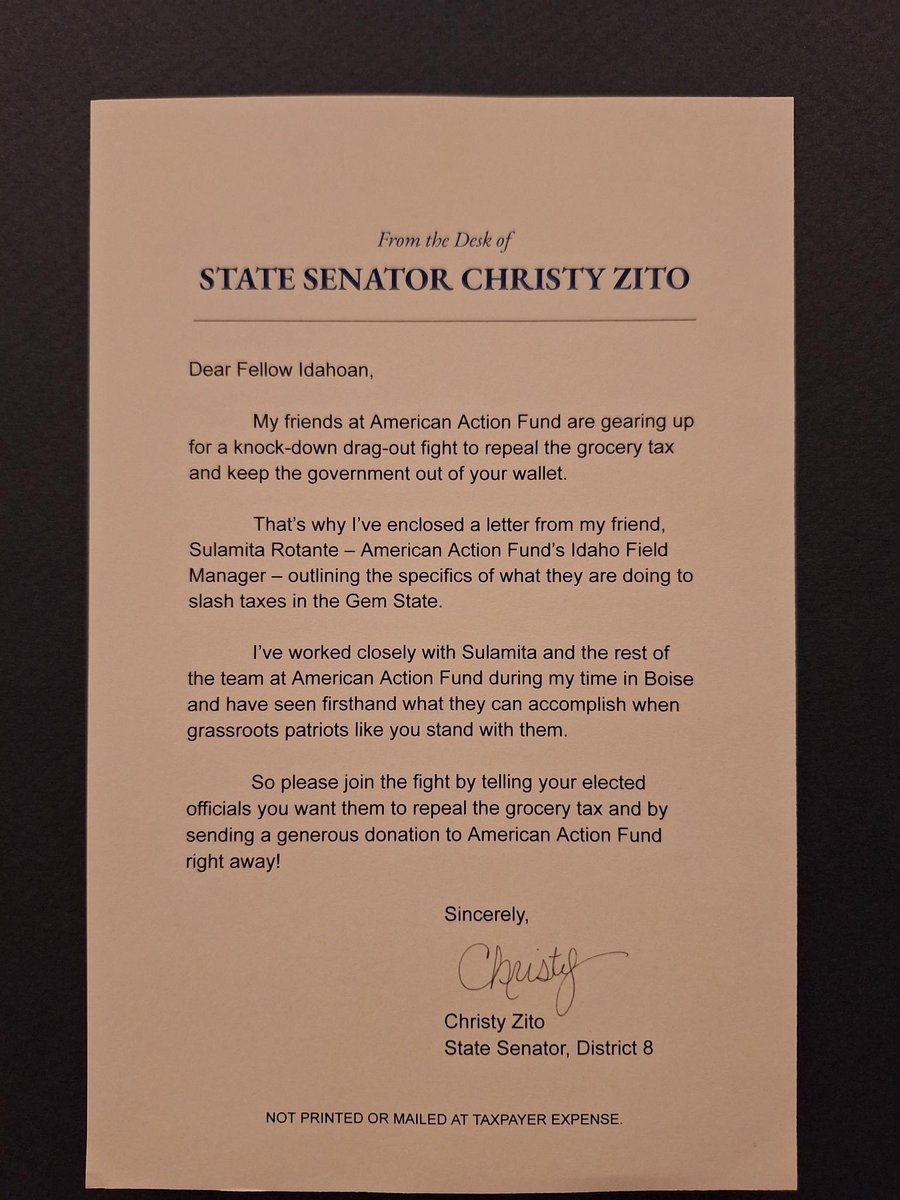 From the Desk of
STATE SENATOR CHRISTY ZITO
Dear Fellow Idahoan,
My friends at American Action Fund are gearing up
for a knock-down drag-out fight to repeal the grocery tax
and keep the government out of your wallet.
That’s why I’ve enclosed a letter from my friend,
Sulamita Rotante – American Action Fund’s Idaho Field
Manager – outlining the specifics of what they are doing to
slash taxes in the Gem State.
I’ve worked closely with Sulamita and the rest of
the team at American Action Fund during my time in Boise
and have seen firsthand what they can accomplish when
grassroots patriots like you stand with them.
So please join the fight by telling your elected
officials you want them to repeal the grocery tax and by
sending a generous donation to American Action Fund
right away!
Sincerely,
Christy
Christy Zito
State Senator, District 8
NOT PRINTED OR MAILED AT TAXPAYER EXPENSE.